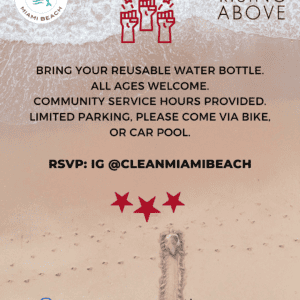 MIAMI BEACH
RISING
ABOVE
BRING YOUR REUSABLE WATER BOTTLE.
ALL AGES WELCOME.
COMMUNITY SERVICE HOURS PROVIDED.
LIMITED PARKING, PLEASE COME VIA BIKE,
OR CAR POOL.
RSVP: IG @CLEANMIAMIBEACH